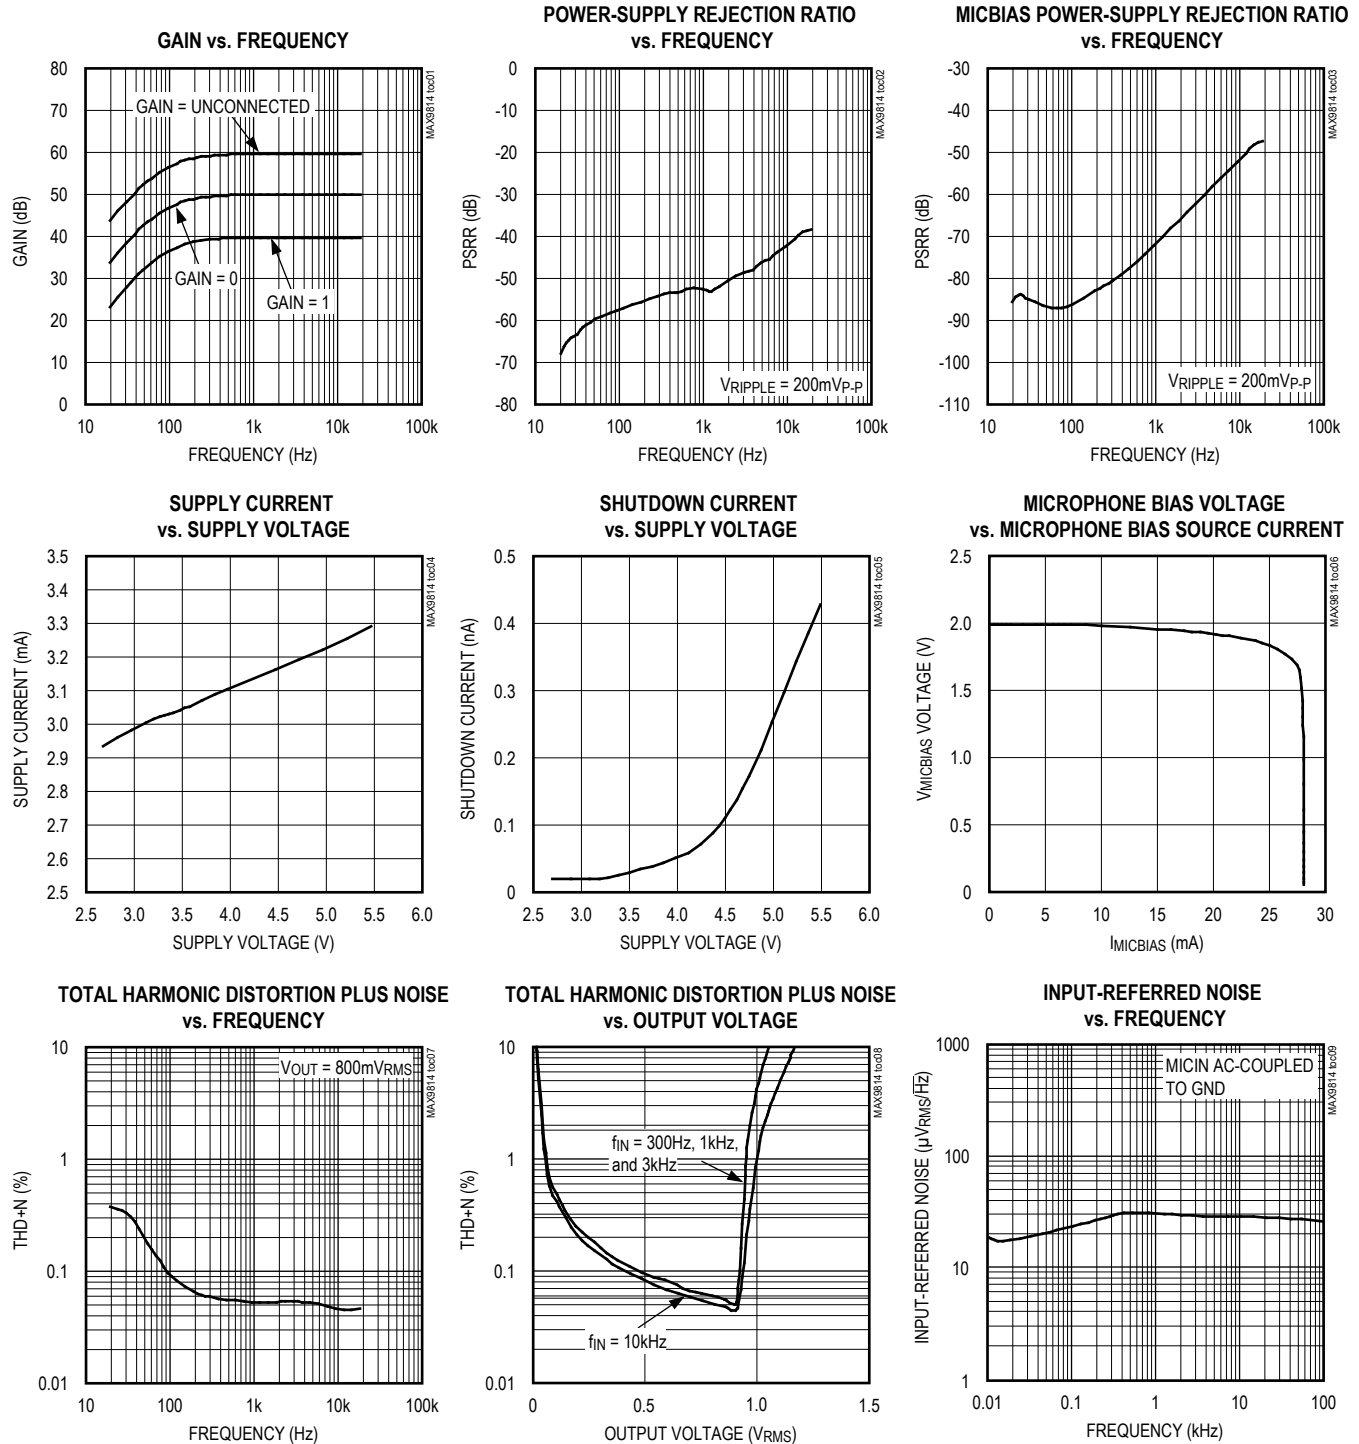 GAIN vs. FREQUENCY
80
70
60
50
40
30
20
10
0
GAIN (dB)
GAIN = UNCONNECTED
GAIN = 0
GAIN = 1
10
100
1k
10k
100k
FREQUENCY (Hz)
MAX9814 toc01
POWER-SUPPLY REJECTION RATIO
vs. FREQUENCY
0
-10
-20
-30
-40
-50
-60
-70
-80
PSRR (dB)
VRIPPLE = 200mVP-P
10
100
1k
10k
100k
FREQUENCY (Hz)
MAX9814 toc02
MICBIAS POWER-SUPPLY REJECTION RATIO
vs. FREQUENCY
-30
-40
-50
-60
-70
-80
-90
-100
-110
PSRR (dB)
VRIPPLE = 200mVP-P
10
100
1k
10k
100k
FREQUENCY (Hz)
MAX9814 toc03
SUPPLY CURRENT
vs. SUPPLY VOLTAGE
3.5
3.4
3.3
3.2
3.1
3.0
2.9
2.8
2.7
2.6
2.5
SUPPLY CURRENT (mA)
2.5
3.0
3.5
4.0
4.5
5.0
5.5
6.0
SUPPLY VOLTAGE (V)
MAX9814 toc04
SHUTDOWN CURRENT
vs. SUPPLY VOLTAGE
0.5
0.4
0.3
0.2
0.1
0
SHUTDOWN CURRENT (nA)
2.5
3.0
3.5
4.0
4.5
5.0
5.5
6.0
SUPPLY VOLTAGE (V)
MAX9814 toc05
MICROPHONE BIAS VOLTAGE
vs. MICROPHONE BIAS SOURCE CURRENT
2.5
2.0
1.5
1.0
0.5
0
VMICBIAS VOLTAGE (V)
0
5
10
15
20
25
30
IMICBIAS (mA)
MAX9814 toc06
TOTAL HARMONIC DISTORTION PLUS NOISE
vs. FREQUENCY
10
1
0.1
0.01
THD+N (%)
VOUT = 800mVRMS
10
100
1k
10k
100k
FREQUENCY (Hz)
MAX9814 toc07
TOTAL HARMONIC DISTORTION PLUS NOISE
vs. OUTPUT VOLTAGE
10
1
0.1
0.01
THD+N (%)
fIN = 300Hz, 1kHz,
and 3kHz
fIN = 10kHz
0
0.5
1.0
1.5
OUTPUT VOLTAGE (VRMS)
MAX9814 toc08
INPUT-REFERRED NOISE
vs. FREQUENCY
1000
100
10
1
INPUT-REFERRED NOISE (µVRMS/√Hz)
MICIN AC-COUPLED
TO GND
0.01
0.1
1
10
100
FREQUENCY (kHz)
MAX9814 toc09